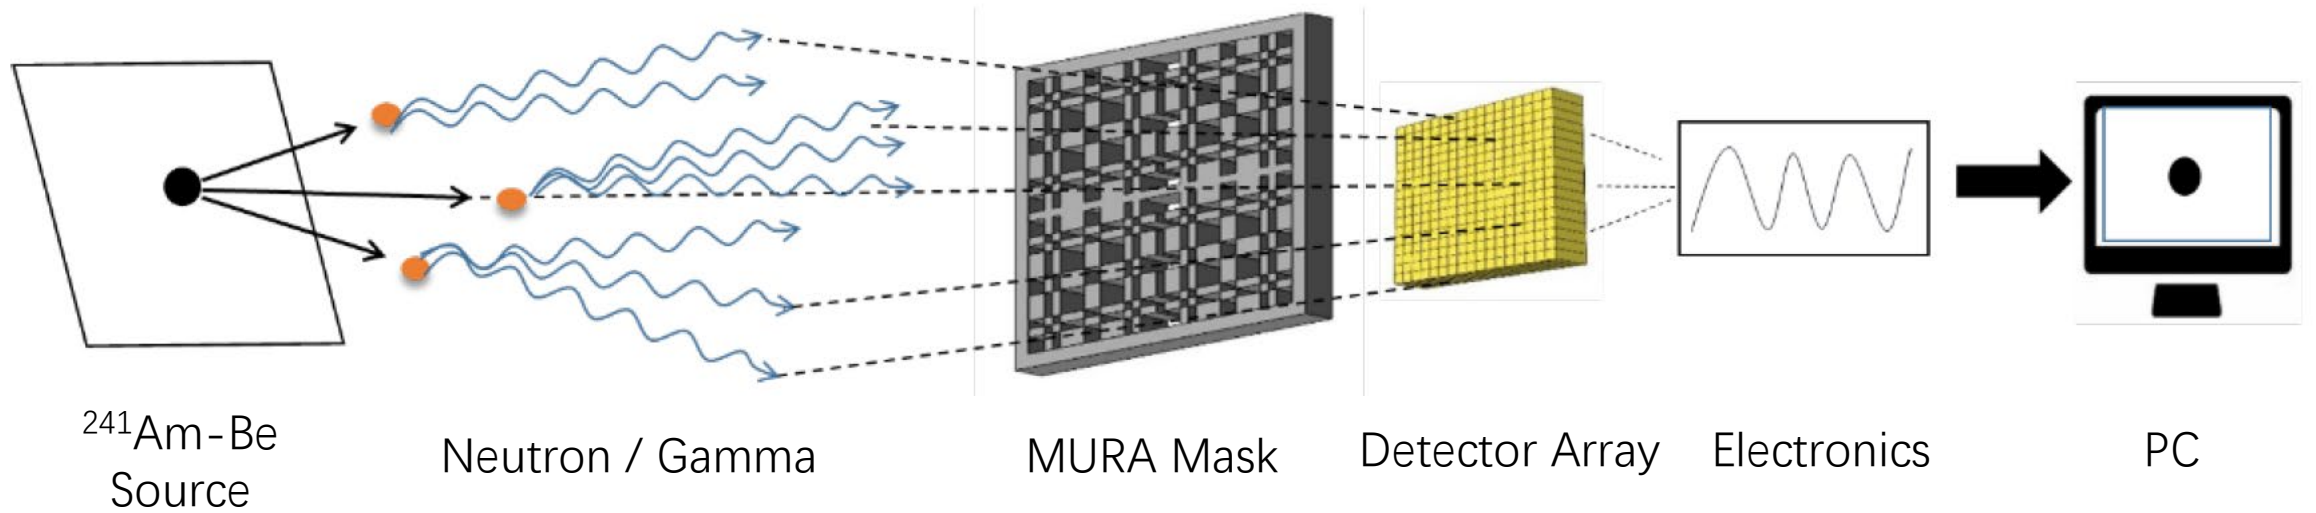 ²⁴¹Am-Be
Source
Neutron / Gamma
MURA Mask
Detector Array
Electronics
PC